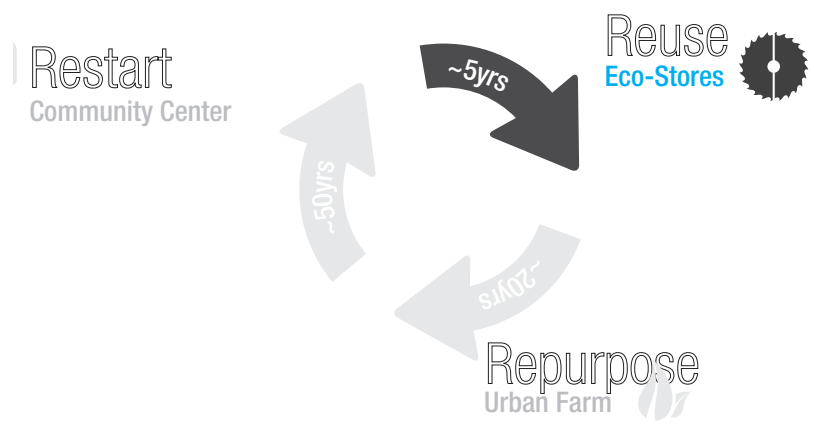 Reuse
Eco-Stores
~5yrs
Restart
Community Center
~50yrs
~20yrs
Repurpose
Urban Farm